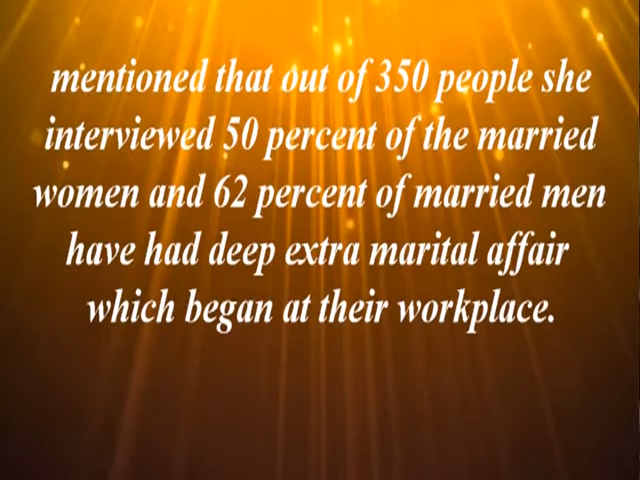 mentioned that out of 350 people she
interviewed 50 percent of the married
women and 62 percent of married men
have had deep extra marital affair
which began at their workplace.